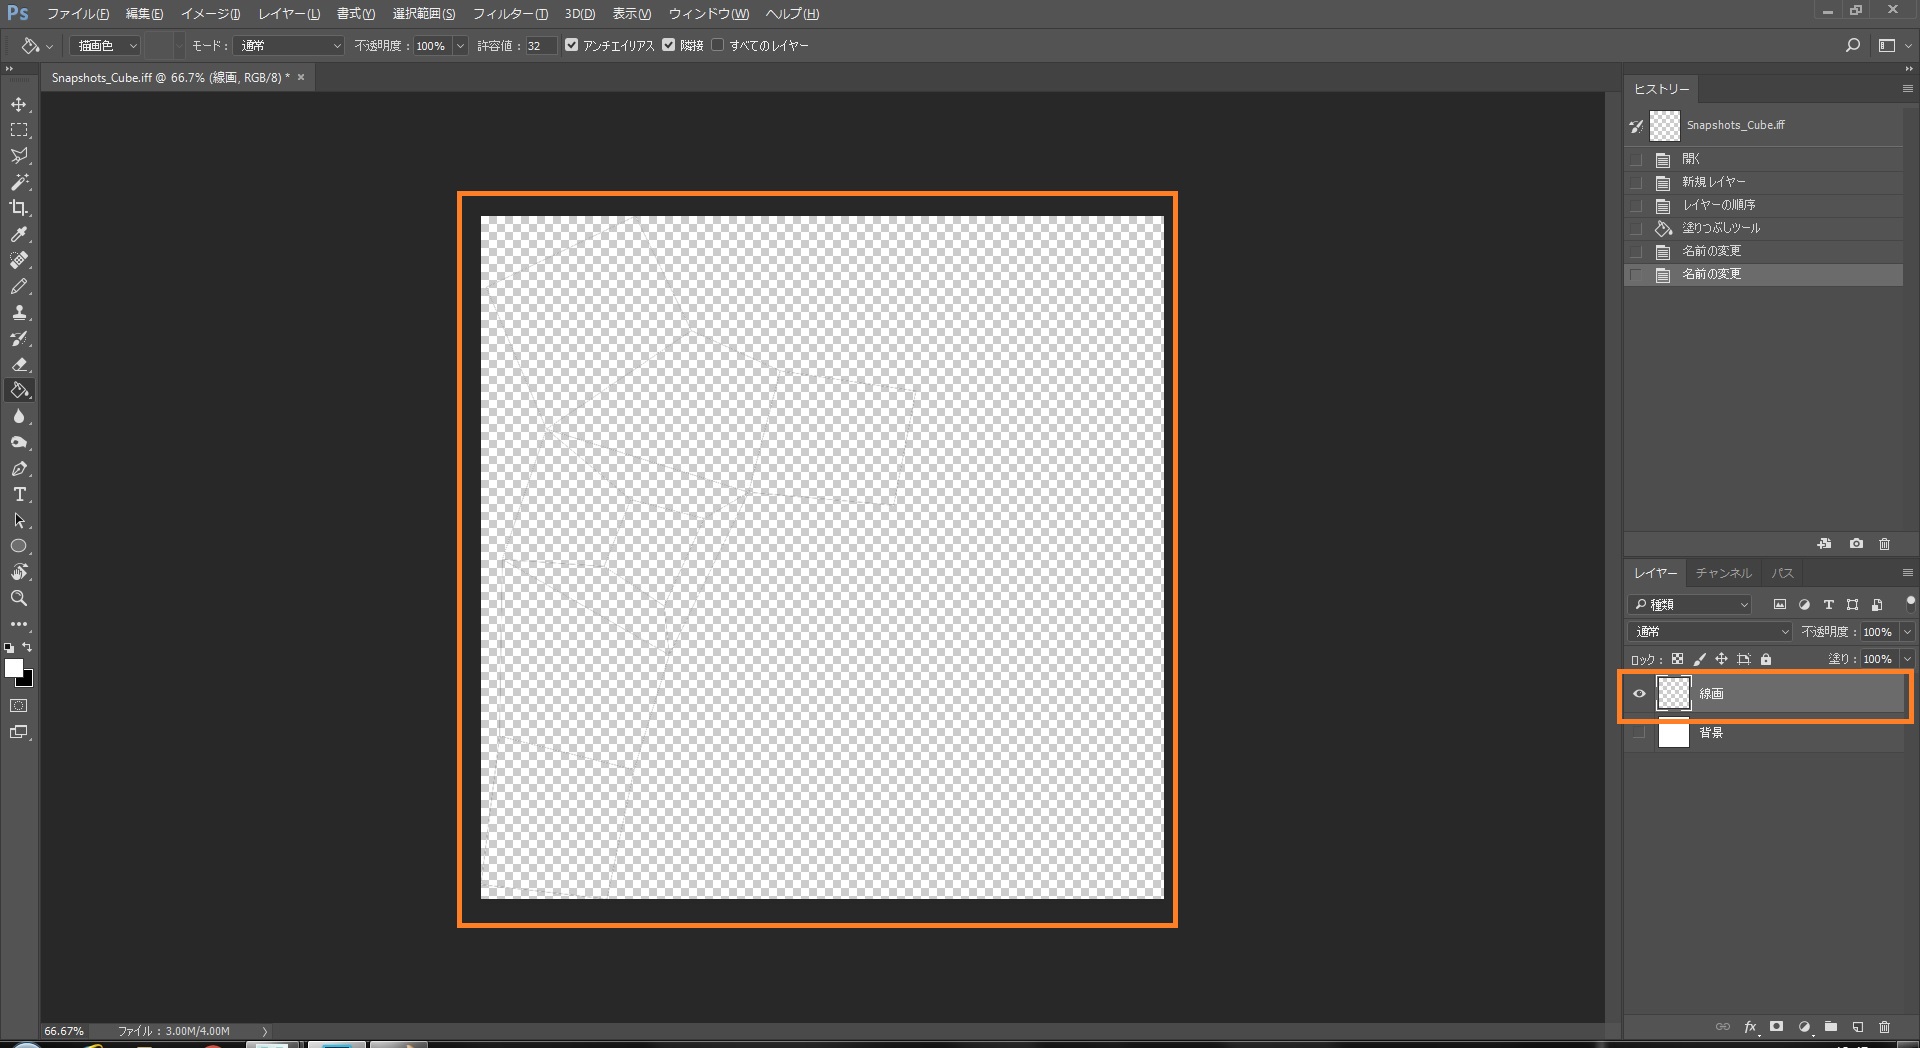 Ps ファイル(F) 編集(E) イメージ(I) レイヤー(L) 書式(Y) 選択範囲(S) フィルター(T) 3D(D) 表示(V) ウィンドウ(W) ヘルプ(H)
描画色 モード: 通常 不透明度: 100% 許容値: 32 アンチエイリアス 隣接 すべてのレイヤー
Snapshots_Cube.iff @ 66.7% (線画, RGB/8) * ×
ヒストリー
Snapshots_Cube.iff
開く
新規レイヤー
レイヤーの順序
塗りつぶしツール
名前の変更
名前の変更
レイヤー チャンネル パス
種類
通常 不透明度: 100%
ロック: 塗り: 100%
線画
背景
66.67% ファイル: 3.00M/4.00M